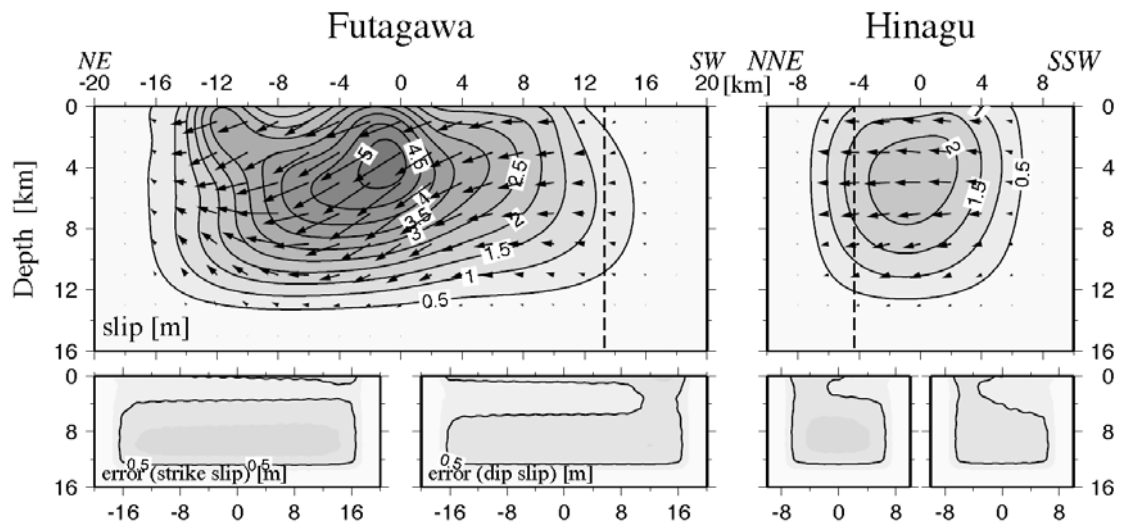 Futagawa Hinagu
NE SW NNE SSW
-20 -16 -12 -8 -4 0 4 8 12 16 20 [km] -8 -4 0 4 8
0 0
4 4
8 8
12 12
16 16
Depth [km]
5 4.5 4 3.5 3 2.5 2 1.5 1 0.5
slip [m]
1 2 1.5 0.5
0 0
8 8
16 16
0.5 0.5
error (strike slip) [m]
0.5
error (dip slip) [m]
-16 -8 0 8 16 -16 -8 0 8 16 -8 0 8 -8 0 8